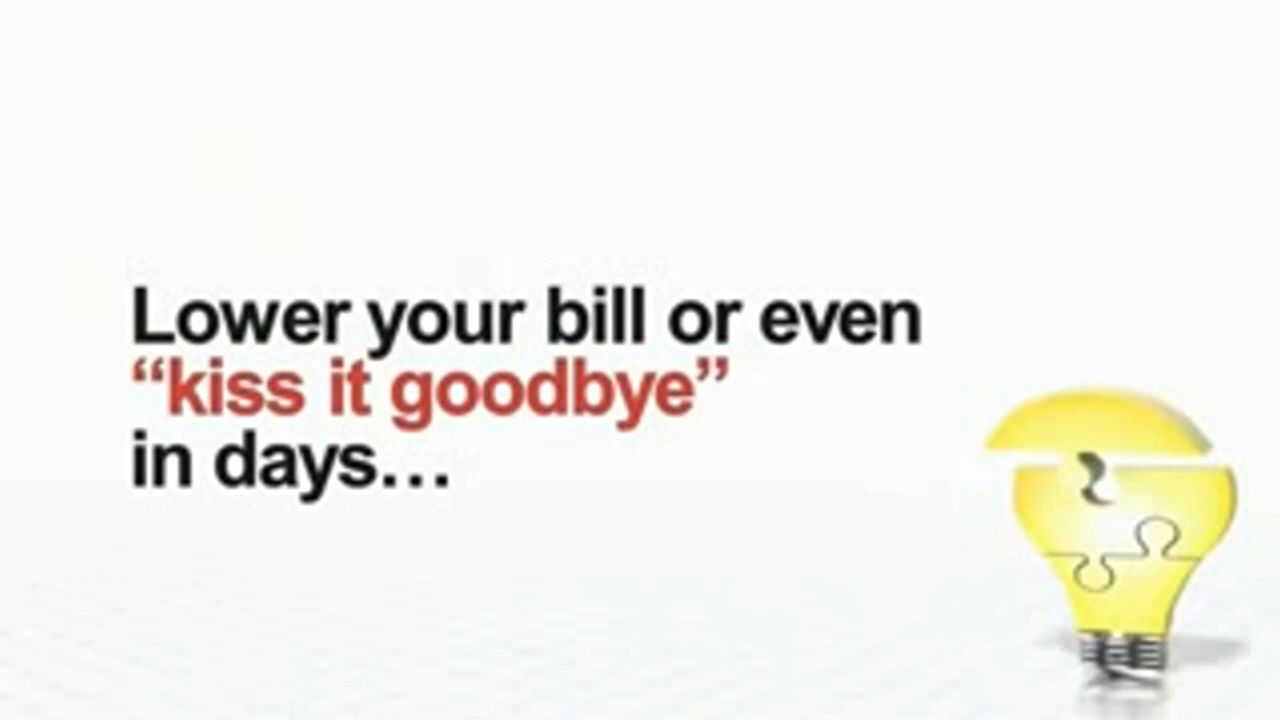 Lower your bill or even
“kiss it goodbye”
in days…